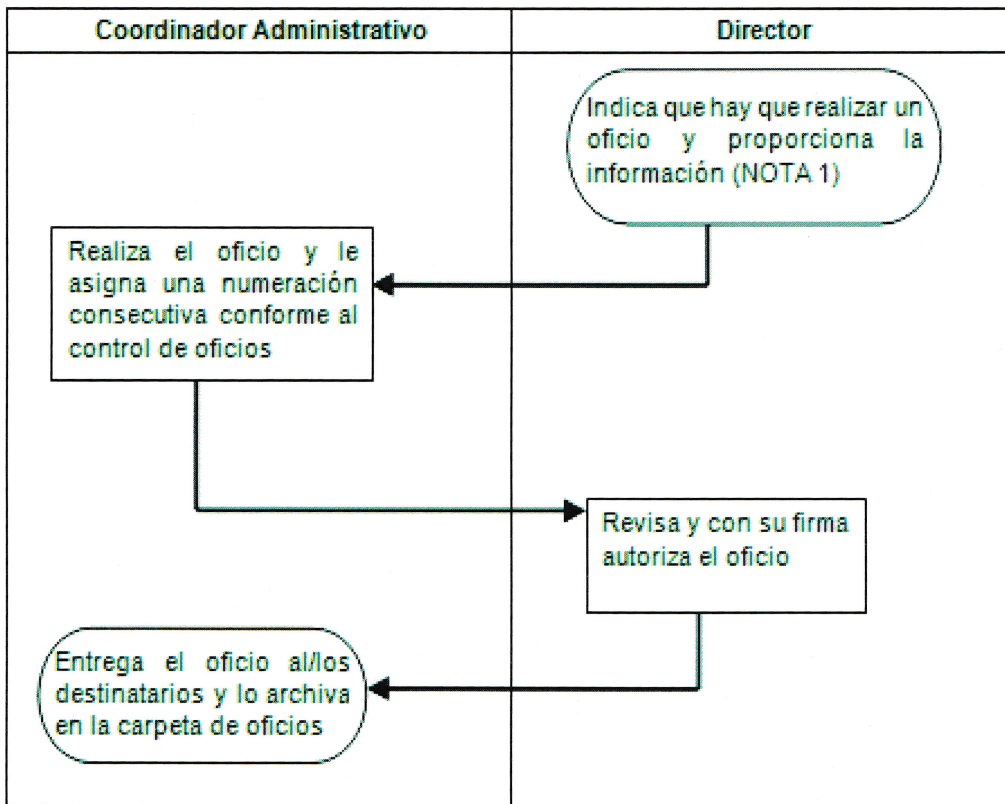 Coordinador Administrativo
Director
Indica que hay que realizar un
oficio y proporciona la
información (NOTA 1)
Realiza el oficio y le
asigna una numeración
consecutiva conforme al
control de oficios
Revisa y con su firma
autoriza el oficio
Entrega el oficio al/los
destinatarios y lo archiva
en la carpeta de oficios